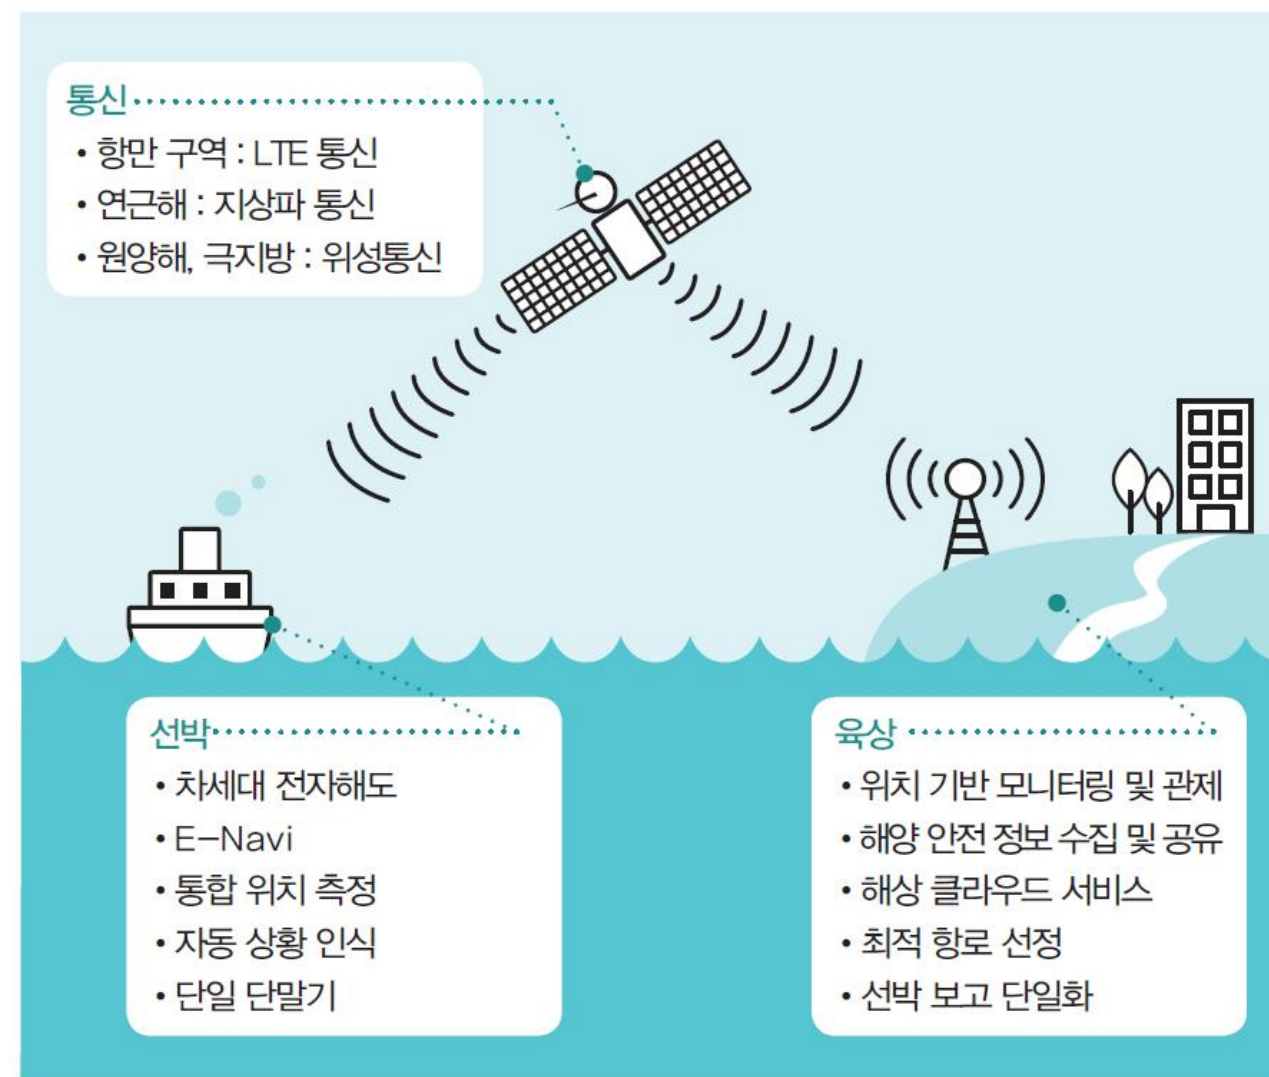 통신
• 항만 구역 : LTE 통신
• 연근해 : 지상파 통신
• 원양해, 극지방 : 위성통신
선박
• 차세대 전자해도
• E-Navi
• 통합 위치 측정
• 자동 상황 인식
• 단일 단말기
육상
• 위치 기반 모니터링 및 관제
• 해양 안전 정보 수집 및 공유
• 해상 클라우드 서비스
• 최적 항로 선정
• 선박 보고 단일화